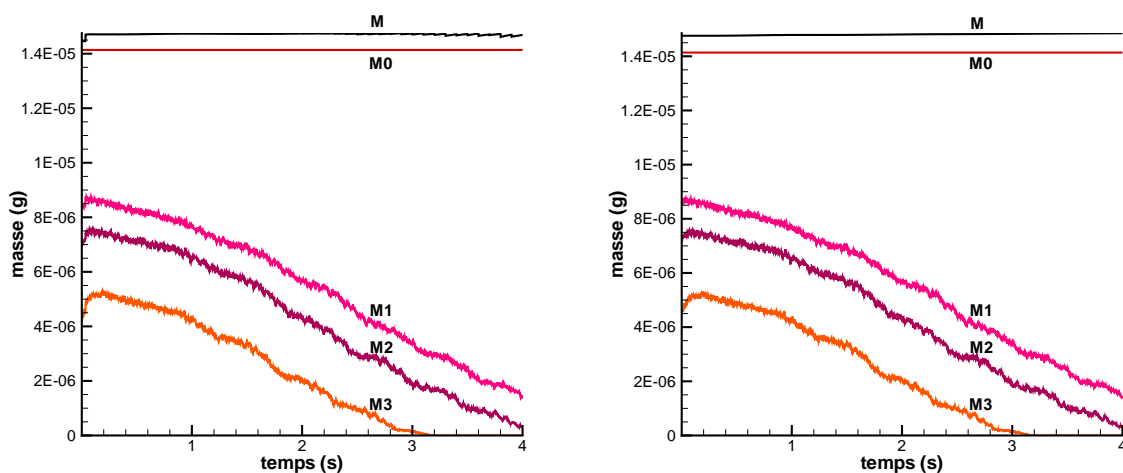 M
1.4E-05
M0
1.2E-05
1E-05
masse (g)
8E-06
6E-06
4E-06
M1
M2
2E-06
M3
0
1
2
3
4
temps (s)
M
1.4E-05
M0
1.2E-05
1E-05
masse (g)
8E-06
6E-06
4E-06
M1
M2
2E-06
M3
0
1
2
3
4
temps (s)